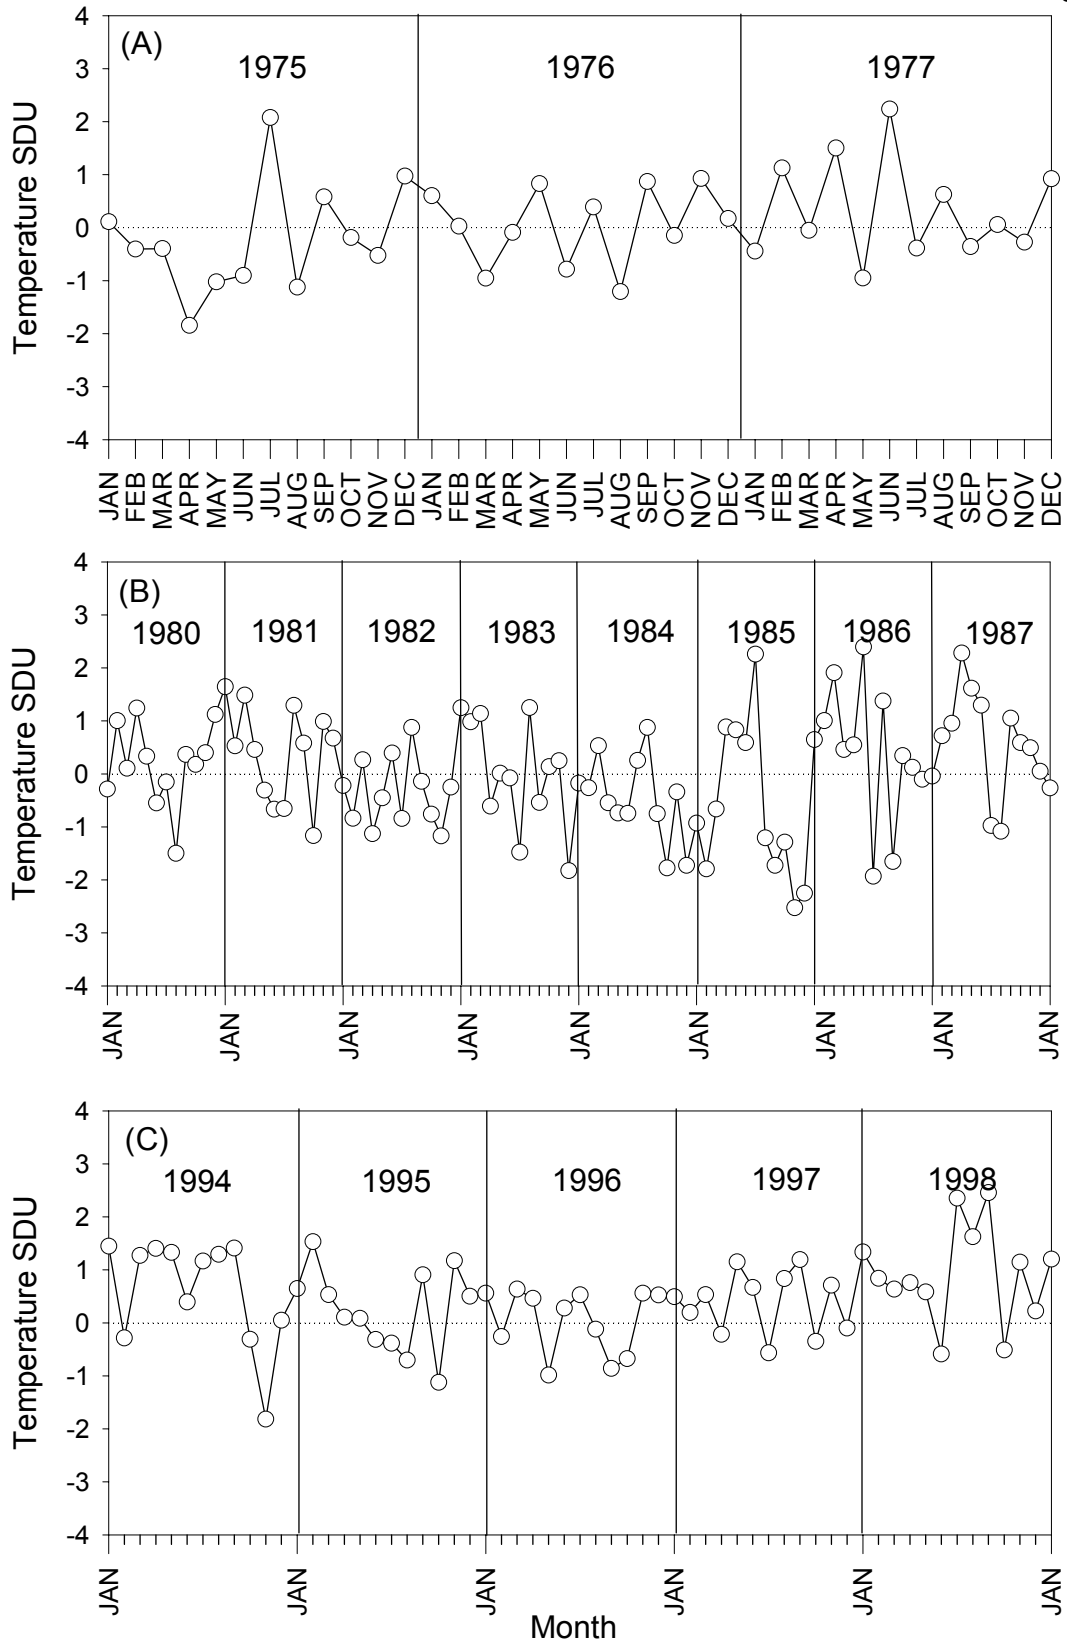 (A)
1975 1976 1977
Temperature SDU
4
3
2
1
0
-1
-2
-3
-4
JAN FEB MAR APR MAY JUN JUL AUG SEP OCT NOV DEC JAN FEB MAR APR MAY JUN JUL AUG SEP OCT NOV DEC JAN FEB MAR APR MAY JUN JUL AUG SEP OCT NOV DEC
(B)
1980 1981 1982 1983 1984 1985 1986 1987
Temperature SDU
4
3
2
1
0
-1
-2
-3
-4
JAN JAN JAN JAN JAN JAN JAN JAN JAN
(C)
1994 1995 1996 1997 1998
Temperature SDU
4
3
2
1
0
-1
-2
-3
-4
JAN JAN JAN JAN JAN JAN
Month